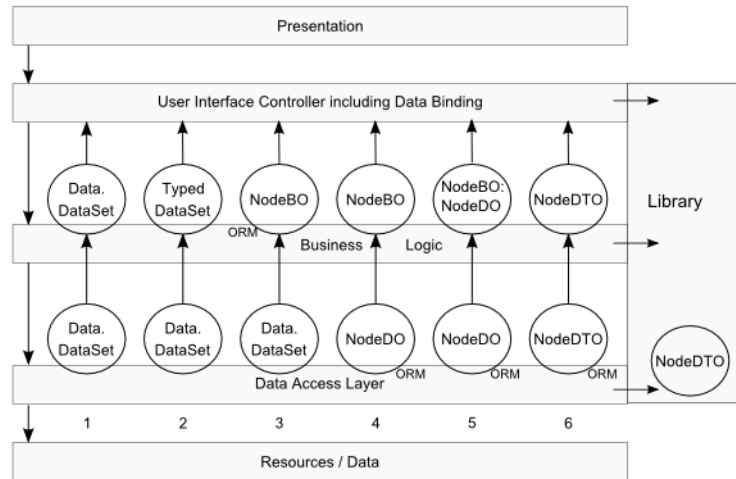 Presentation
User Interface Controller including Data Binding
Data.
DataSet
Typed
DataSet
NodeBO
NodeBO
NodeBO:
NodeDO
NodeDTO
Library
ORM
Business Logic
Data.
DataSet
Data.
DataSet
Data.
DataSet
NodeDO
NodeDO
NodeDTO
NodeDTO
ORM
ORM
ORM
Data Access Layer
1 2 3 4 5 6
Resources / Data